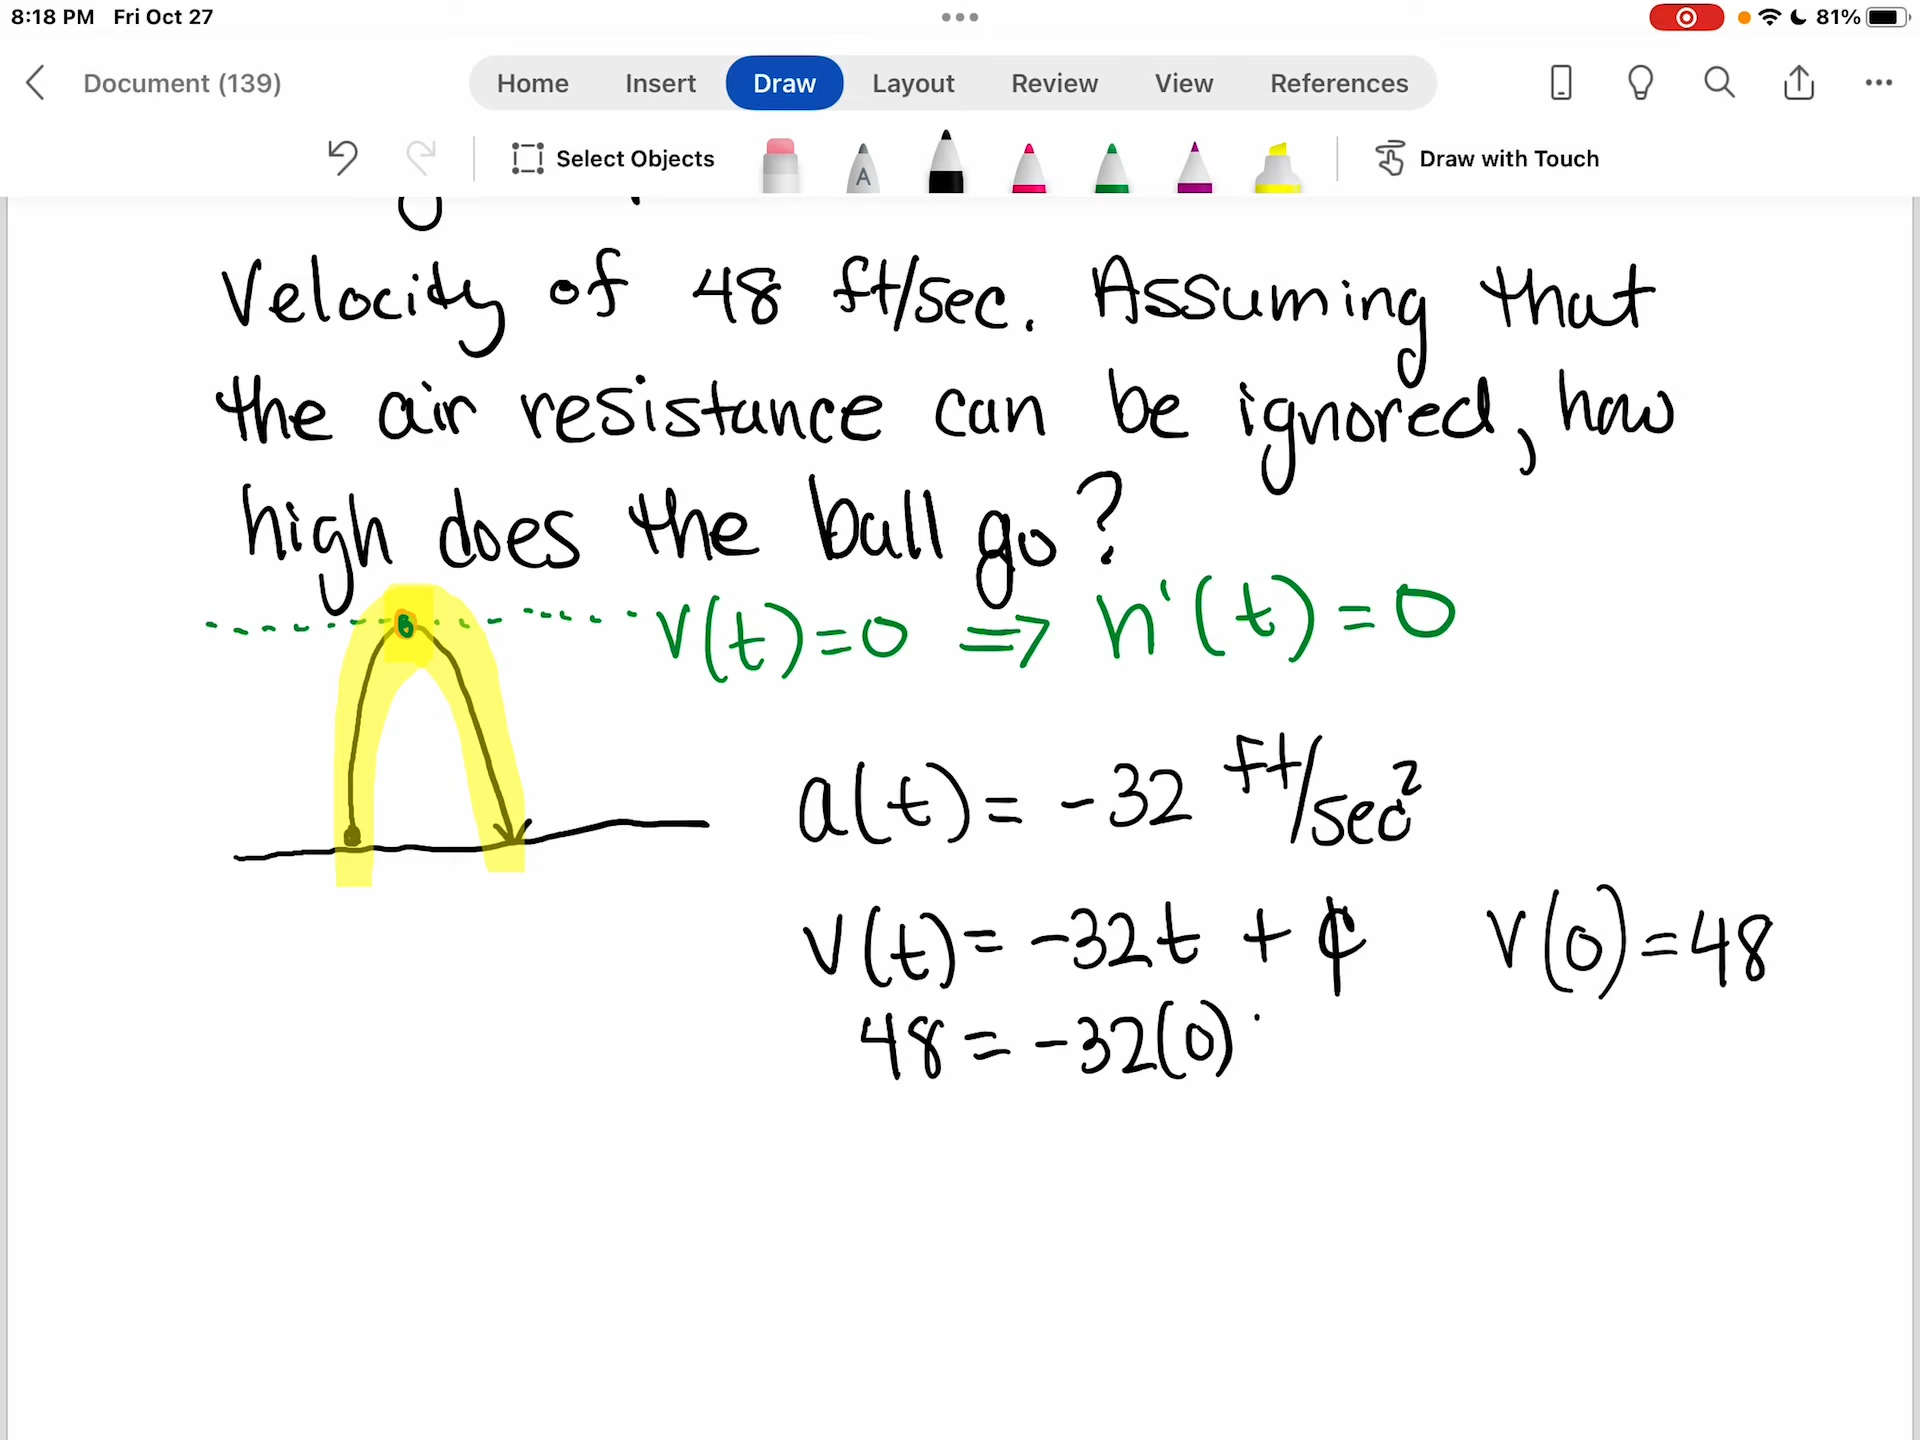 8:18 PM Fri Oct 27 81%
Document (139) Home Insert Draw Layout Review View References
Select Objects A Draw with Touch
Velocity of 48 ft/sec. Assuming that
the air resistance can be ignored, how
high does the ball go?
v(t)=0 => h'(t)=0
a(t)= -32 ft/sec²
v(t)= -32t + C v(0)=48
48 = -32(0)